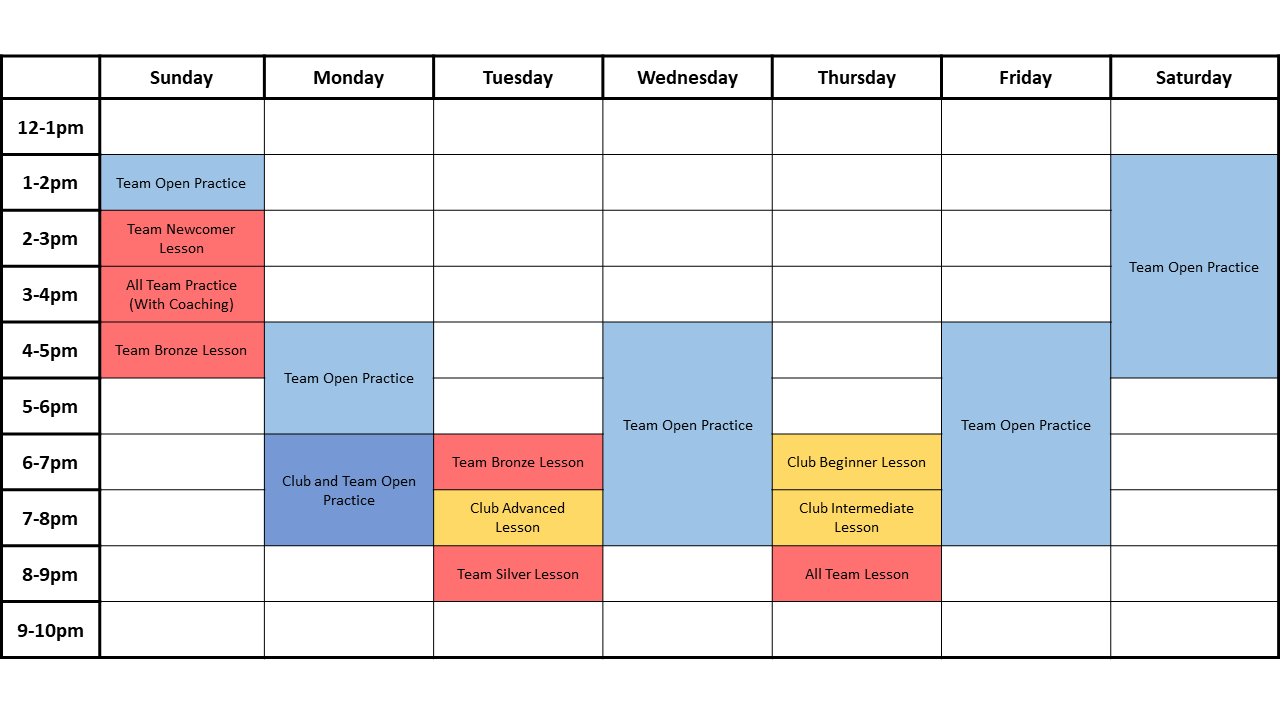 Sunday Monday Tuesday Wednesday Thursday Friday Saturday
12-1pm
1-2pm
Team Open Practice
2-3pm
Team Newcomer
Lesson
Team Open Practice
3-4pm
All Team Practice
(With Coaching)
4-5pm
Team Bronze Lesson
Team Open Practice
5-6pm
Team Open Practice
Team Open Practice
6-7pm
Club and Team Open
Practice
Team Bronze Lesson
Club Beginner Lesson
7-8pm
Club Advanced
Lesson
Club Intermediate
Lesson
8-9pm
Team Silver Lesson
All Team Lesson
9-10pm